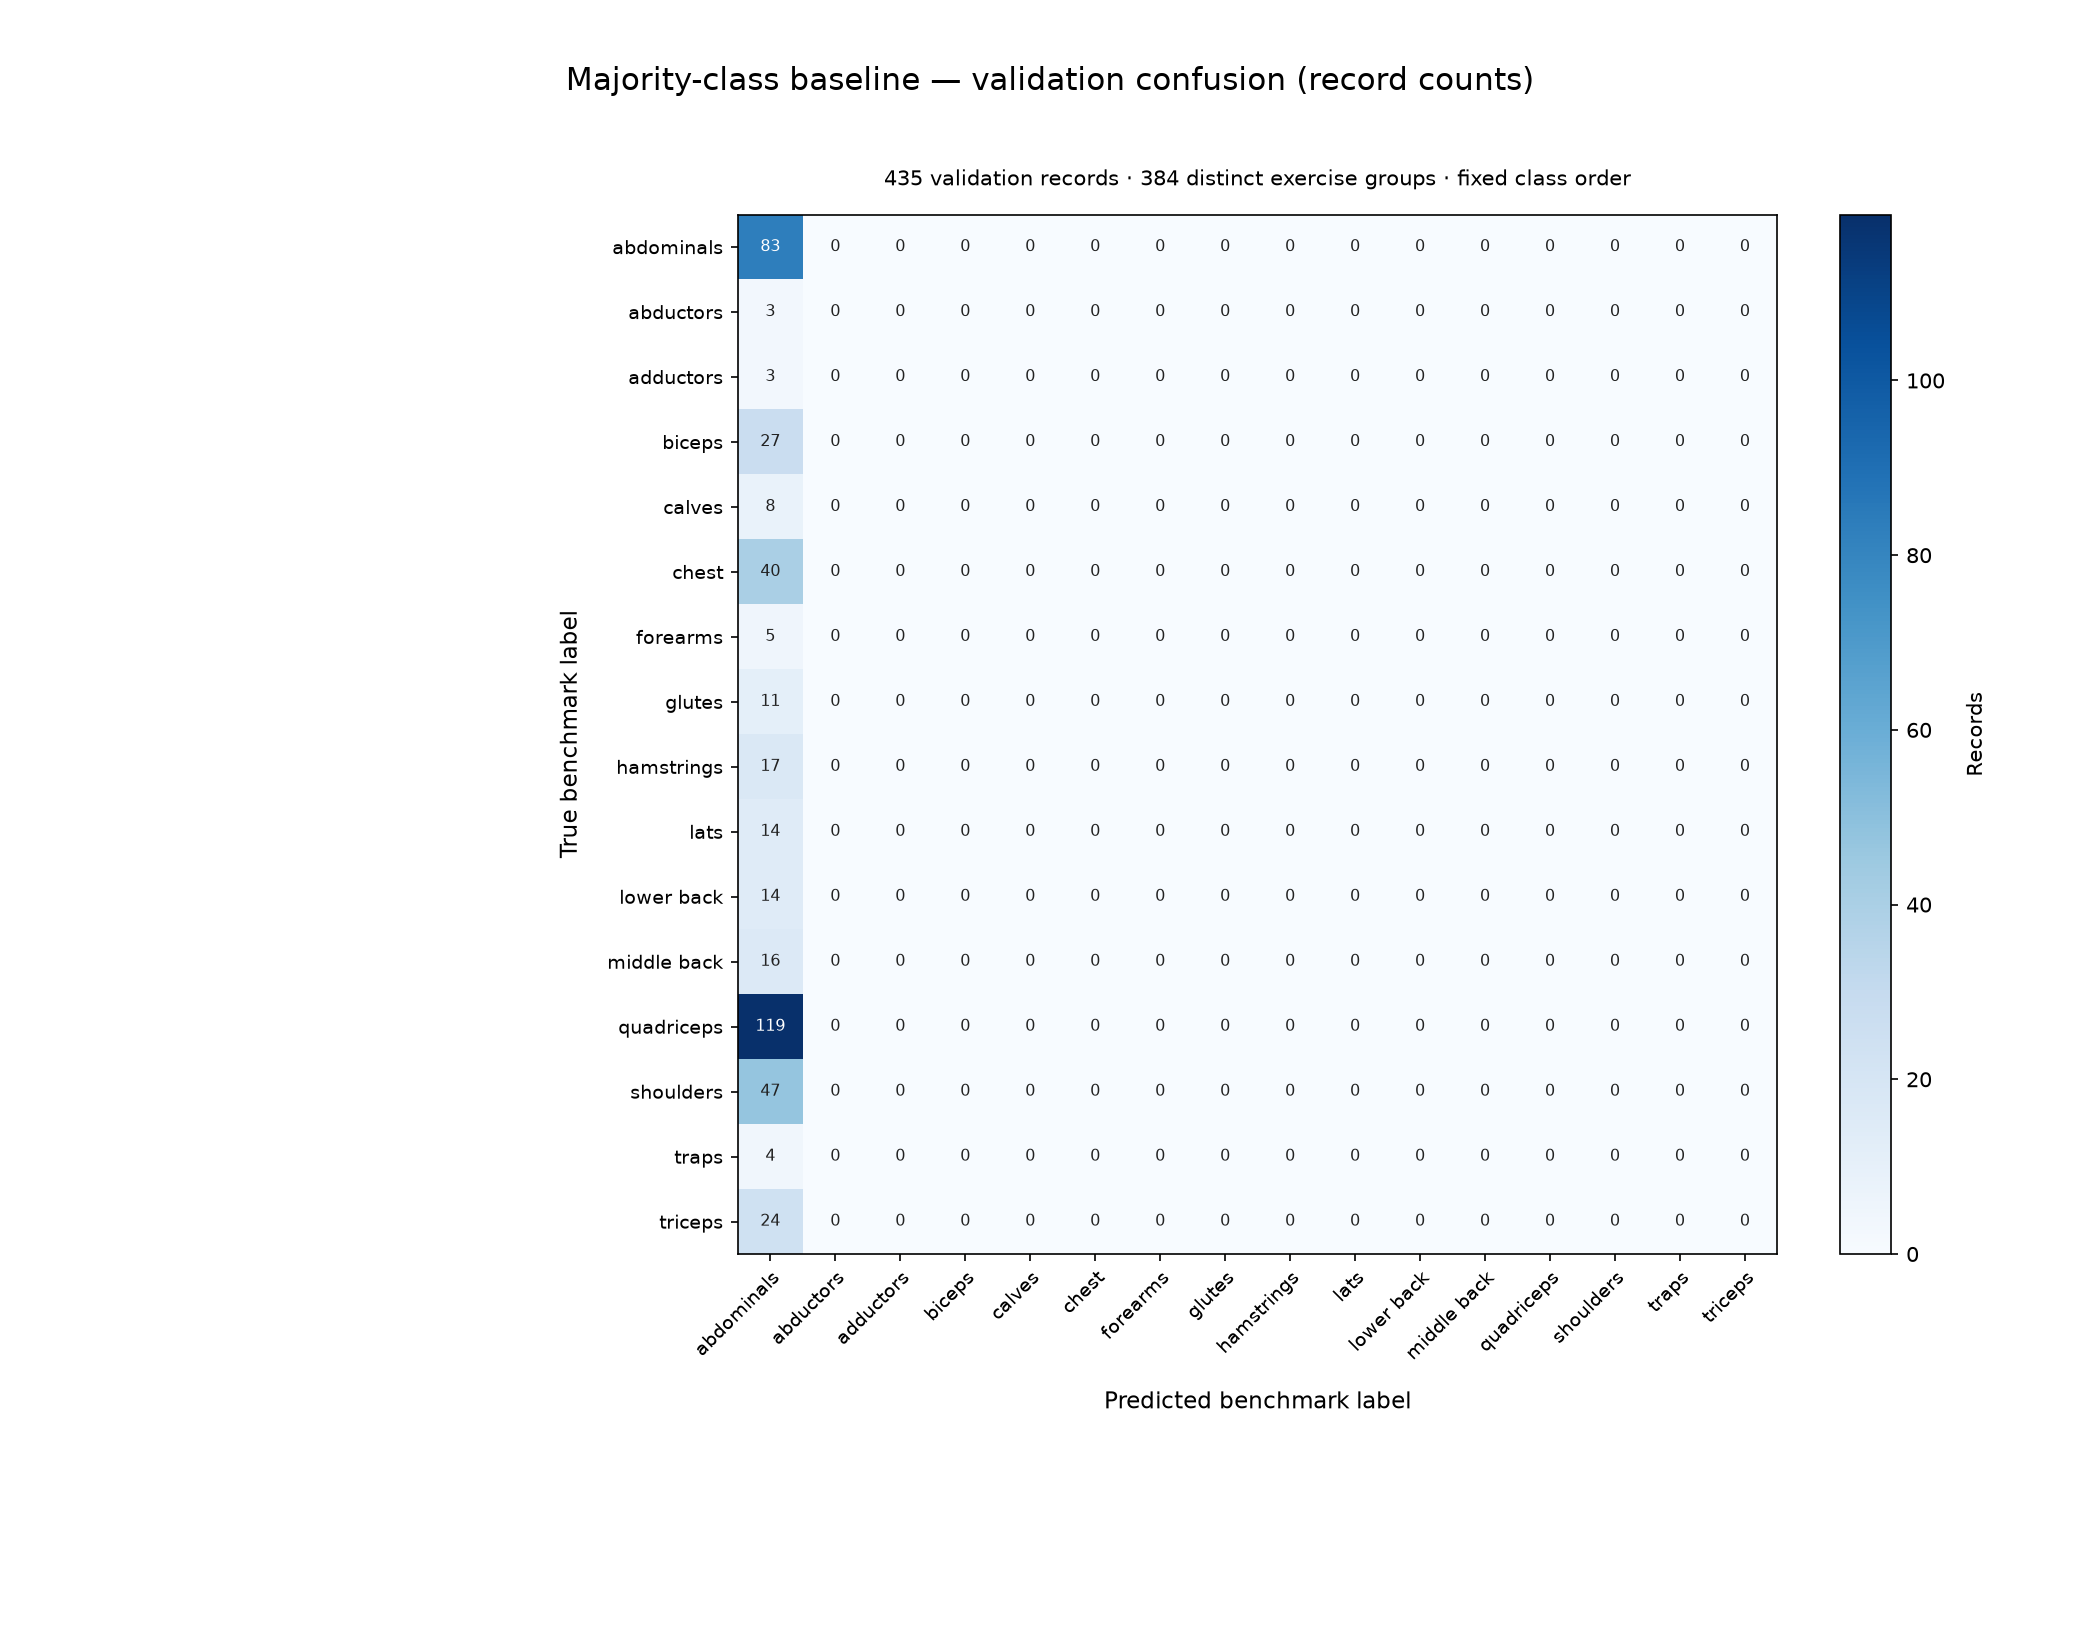 Majority-class baseline — validation confusion (record counts)
435 validation records · 384 distinct exercise groups · fixed class order
True benchmark label
abdominals 83 0 0 0 0 0 0 0 0 0 0 0 0 0 0 0
abductors 3 0 0 0 0 0 0 0 0 0 0 0 0 0 0 0
adductors 3 0 0 0 0 0 0 0 0 0 0 0 0 0 0 0
biceps 27 0 0 0 0 0 0 0 0 0 0 0 0 0 0 0
calves 8 0 0 0 0 0 0 0 0 0 0 0 0 0 0 0
chest 40 0 0 0 0 0 0 0 0 0 0 0 0 0 0 0
forearms 5 0 0 0 0 0 0 0 0 0 0 0 0 0 0 0
glutes 11 0 0 0 0 0 0 0 0 0 0 0 0 0 0 0
hamstrings 17 0 0 0 0 0 0 0 0 0 0 0 0 0 0 0
lats 14 0 0 0 0 0 0 0 0 0 0 0 0 0 0 0
lower back 14 0 0 0 0 0 0 0 0 0 0 0 0 0 0 0
middle back 16 0 0 0 0 0 0 0 0 0 0 0 0 0 0 0
quadriceps 119 0 0 0 0 0 0 0 0 0 0 0 0 0 0 0
shoulders 47 0 0 0 0 0 0 0 0 0 0 0 0 0 0 0
traps 4 0 0 0 0 0 0 0 0 0 0 0 0 0 0 0
triceps 24 0 0 0 0 0 0 0 0 0 0 0 0 0 0 0
abdominals abductors adductors biceps calves chest forearms glutes hamstrings lats lower back middle back quadriceps shoulders traps triceps
Predicted benchmark label
100
80
60
40
20
0
Records